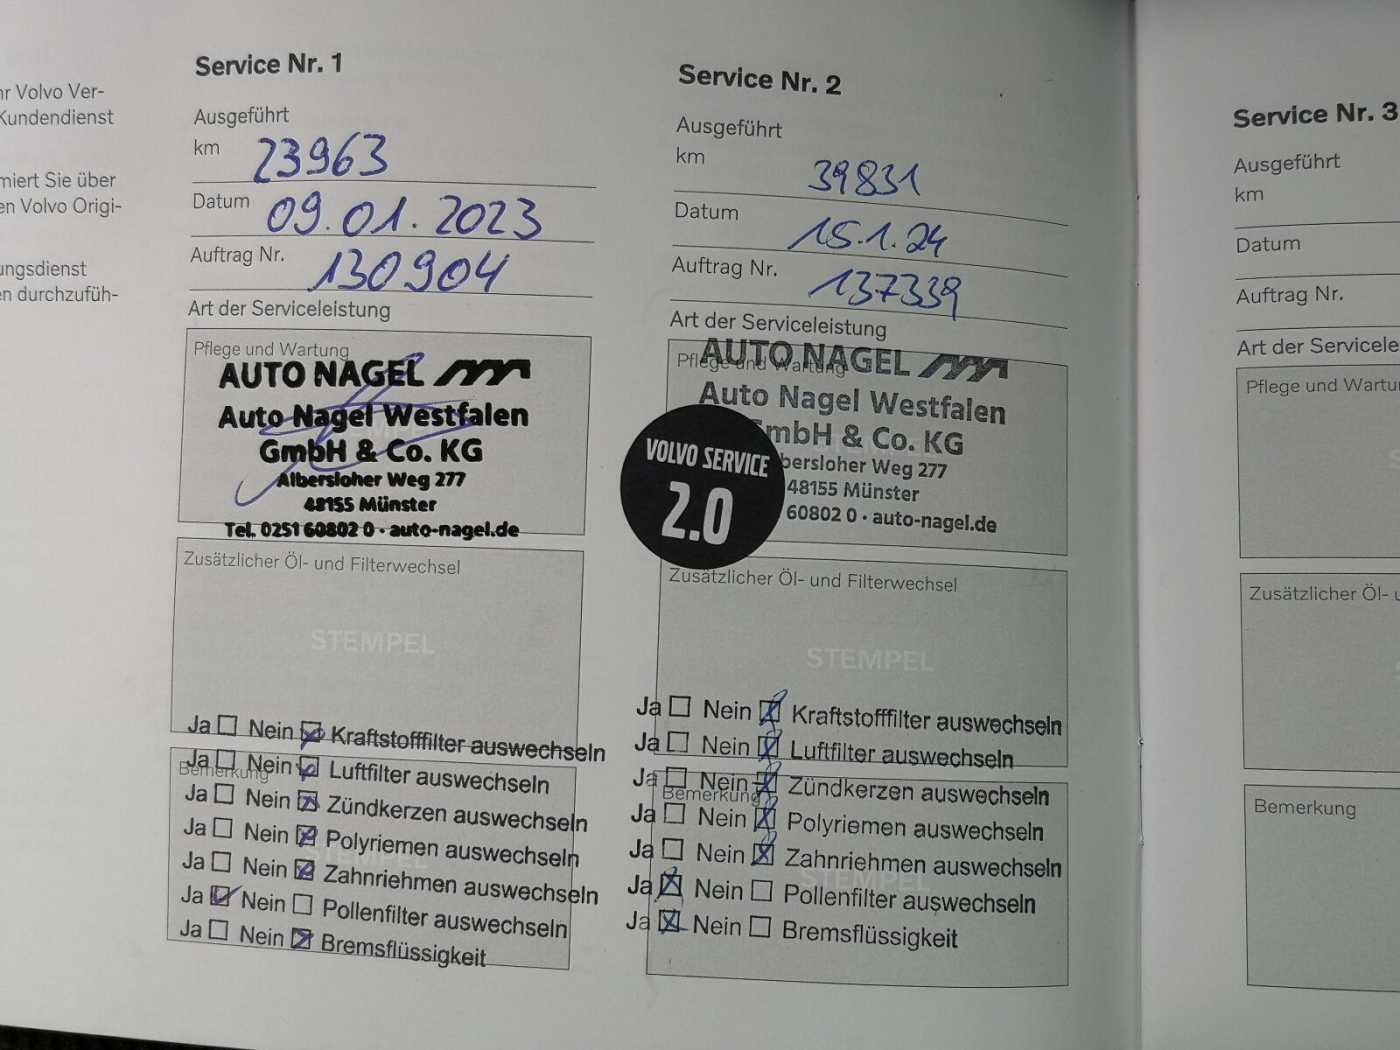 hr Volvo Ver-
Kundendienst
miert Sie über
en Volvo Origi-
ungsdienst
en durchzufüh-
Service Nr. 1
Ausgeführt
km 23963
Datum 09.01.2023
Auftrag Nr. 130904
Art der Serviceleistung
Pflege und Wartung
AUTO NAGEL
Auto Nagel Westfalen
GmbH & Co. KG
Albersloher Weg 277
48155 Münster
Tel. 0251 60802 0 · auto-nagel.de
Zusätzlicher Öl- und Filterwechsel
STEMPEL
Ja Nein Kraftstofffilter auswechseln
Bemerkung
Ja Nein Luftfilter auswechseln
Ja Nein Zündkerzen auswechseln
Ja Nein Polyriemen auswechseln
STEMPEL
Ja Nein Zahnriehmen auswechseln
Ja Nein Pollenfilter auswechseln
Ja Nein Bremsflüssigkeit
Service Nr. 2
Ausgeführt
km 39831
Datum 15.1.24
Auftrag Nr. 137339
Art der Serviceleistung
Pflege und Wartung
AUTO NAGEL
Auto Nagel Westfalen
GmbH & Co. KG
bersloher Weg 277
48155 Münster
60802 0 · auto-nagel.de
VOLVO SERVICE
2.0
Zusätzlicher Öl- und Filterwechsel
STEMPEL
Ja Nein Kraftstofffilter auswechseln
Ja Nein Luftfilter auswechseln
Ja Nein Zündkerzen auswechseln
Bemerkung
Ja Nein Polyriemen auswechseln
Ja Nein Zahnriehmen auswechseln
STEMPEL
Ja Nein Pollenfilter auswechseln
Ja Nein Bremsflüssigkeit
Service Nr. 3
Ausgeführt
km
Datum
Auftrag Nr.
Art der Servicele
Pflege und Wartu
Zusätzlicher Öl- u
Bemerkung